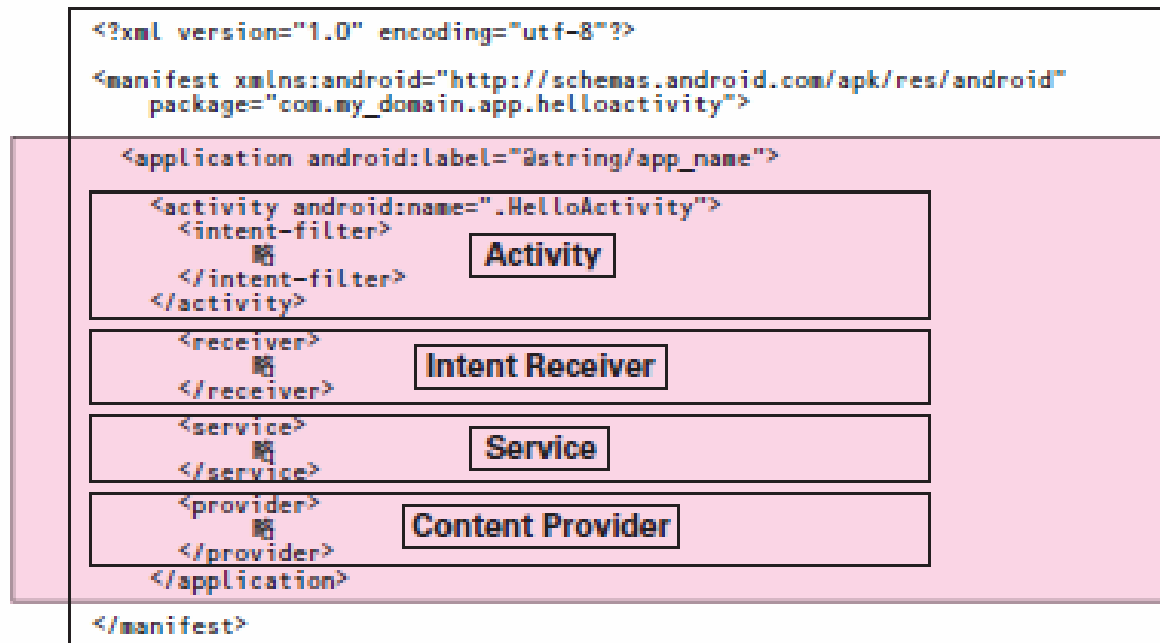 <?xml version="1.0" encoding="utf-8"?>
<manifest xmlns:android="http://schemas.android.com/apk/res/android"
package="com.my_domain.app.helloactivity">
<application android:label="@string/app_name">
<activity android:name=".HelloActivity">
<intent-filter>
略
Activity
</intent-filter>
</activity>
<receiver>
略
Intent Receiver
</receiver>
<service>
略
Service
</service>
<provider>
略
Content Provider
</provider>
</application>
</manifest>